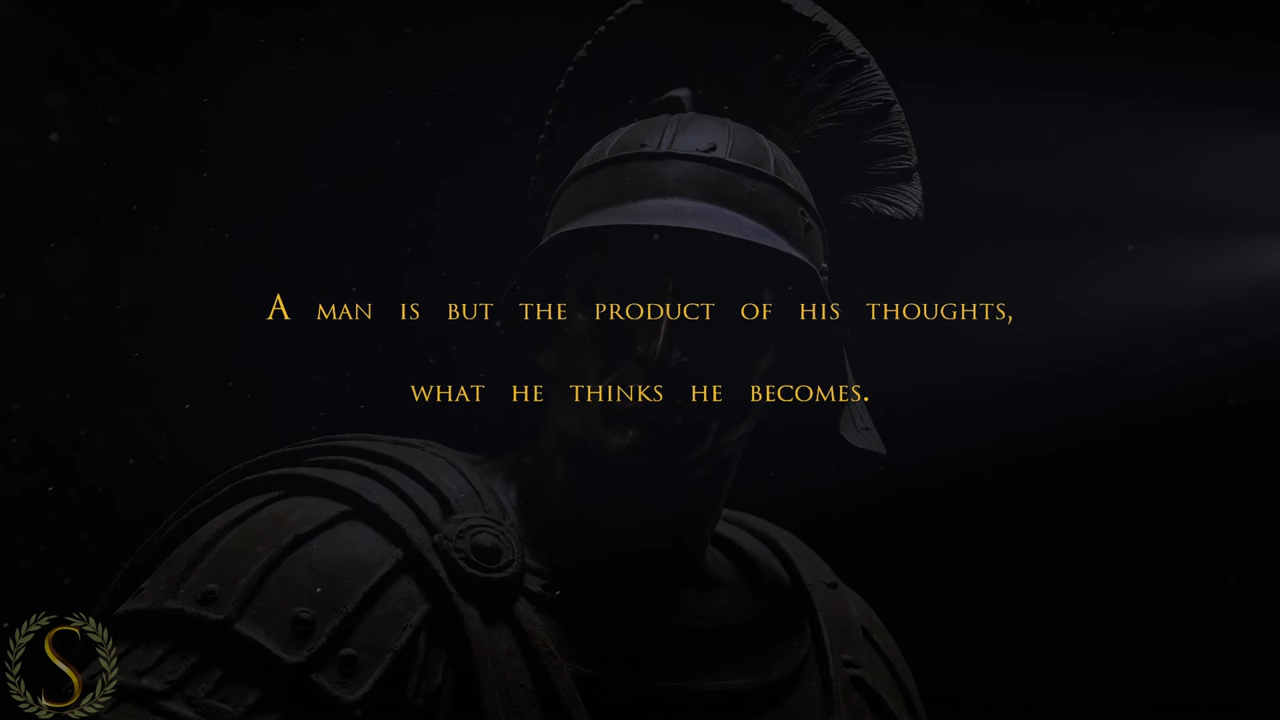 A man is but the product of his thoughts,
what he thinks he becomes.
S